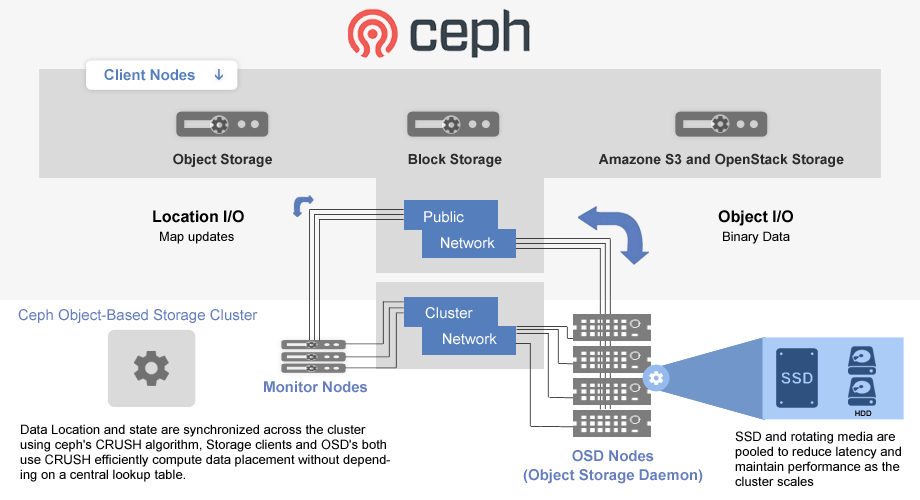 ceph
Client Nodes ↓
Object Storage
Block Storage
Amazone S3 and OpenStack Storage
Location I/O
Map updates
Public
Network
Object I/O
Binary Data
Ceph Object-Based Storage Cluster
Cluster
Network
Monitor Nodes
SSD
HDD
Data Location and state are synchronized across the cluster
using ceph's CRUSH algorithm, Storage clients and OSD's both
use CRUSH efficiently compute data placement without depend-
ing on a central lookup table.
OSD Nodes
(Object Storage Daemon)
SSD and rotating media are
pooled to reduce latency and
maintain performance as the
cluster scales